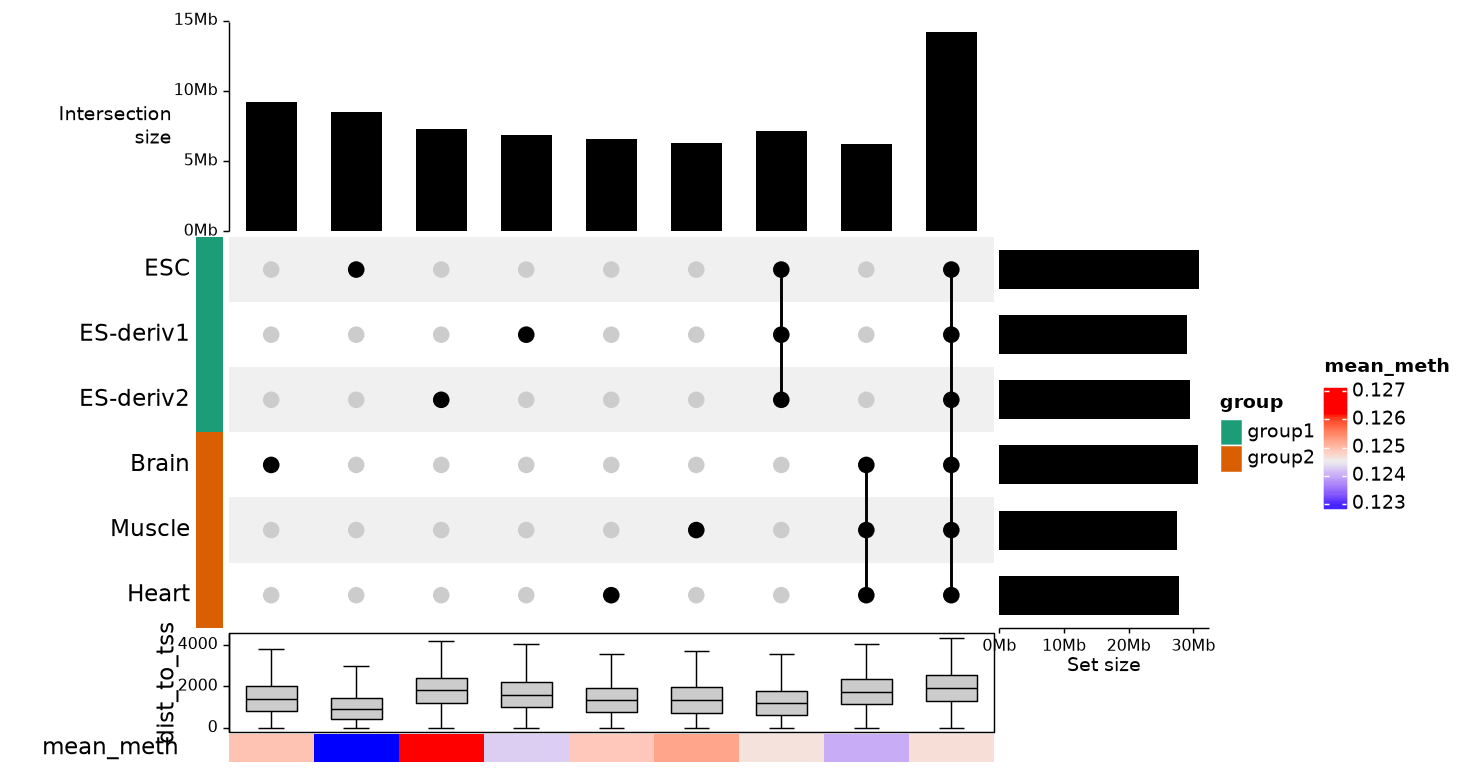 15Mb
10Mb
5Mb
0Mb
Intersection
size
ESC
ES-deriv1
ES-deriv2
Brain
Muscle
Heart
0Mb 10Mb 20Mb 30Mb
Set size
group
group1
group2
mean_meth
0.127
0.126
0.125
0.124
0.123
dist_to_tss
4000
2000
0
mean_meth